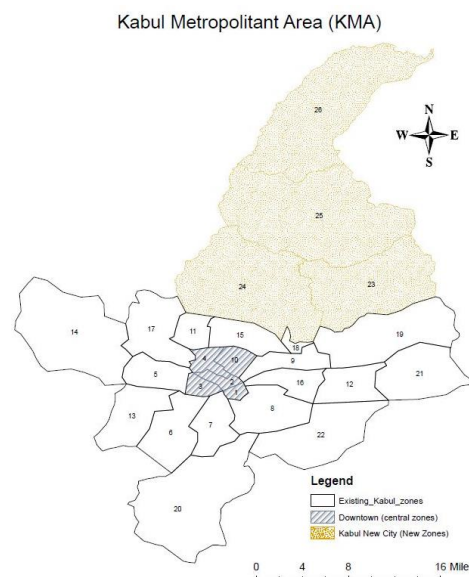 Kabul Metropolitant Area (KMA)
N
W E
S
26
25
24
23
14
17
11
15
18
19
4
10
9
5
3
2
1
16
12
21
13
6
7
8
22
20
Legend
Existing_Kabul_zones
Downtown (central zones)
Kabul New City (New Zones)
0 4 8 16 Mile